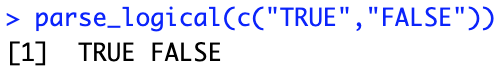 > parse_logical(c("TRUE","FALSE"))
[1]  TRUE FALSE